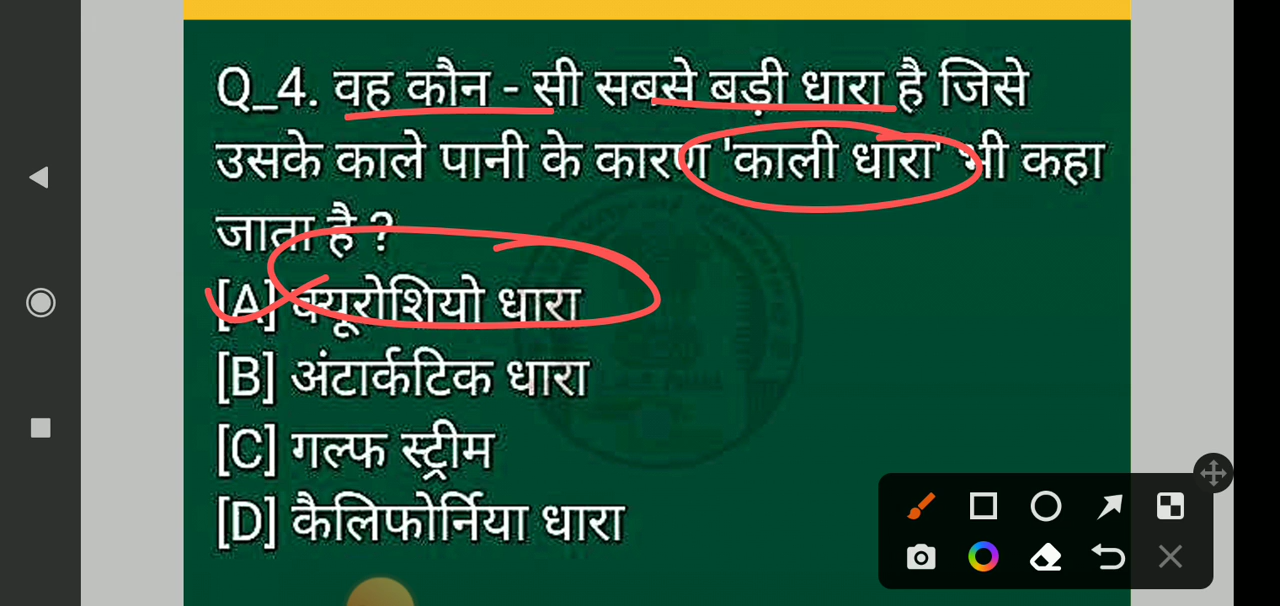 Q_4. वह कौन - सी सबसे बड़ी धारा है जिसे
उसके काले पानी के कारण 'काली धारा' भी कहा
जाता है ?
[A] क्यूरोशियो धारा
[B] अंटार्कटिक धारा
[C] गल्फ स्ट्रीम
[D] कैलिफोर्निया धारा